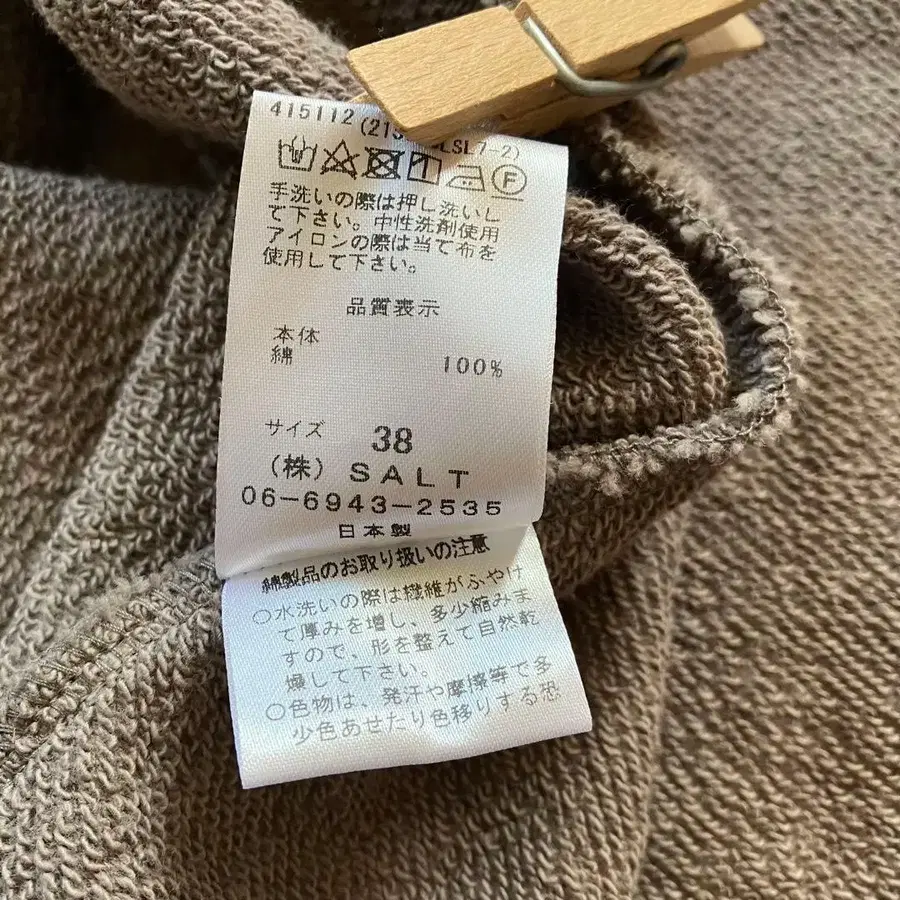 415112 (21 LSL7-2)
F
手洗いの際は押し洗いし
て下さい。中性洗剤使用
アイロンの際は当て布を
使用して下さい。
品質表示
本体
綿 100%
サイズ 38
(株) SALT
06-6943-2535
日本製
綿製品のお取り扱いの注意
○水洗いの際は繊維がふやけ
て厚みを増し、多少縮みま
すので、形を整えて自然乾
燥して下さい。
○色物は、発汗や摩擦等で多
少色あせたり色移りする恐